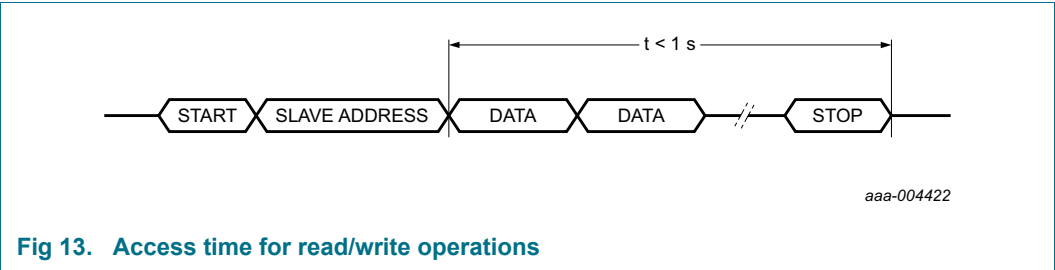 t < 1 s
START SLAVE ADDRESS DATA DATA STOP
aaa-004422
Fig 13. Access time for read/write operations